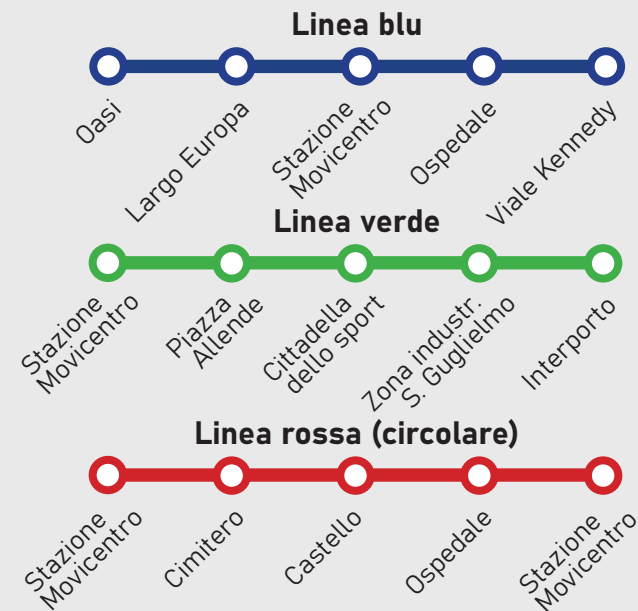 Linea blu
Oasi
Largo Europa
Stazione
Movicentro
Ospedale
Viale Kennedy
Linea verde
Stazione
Movicentro
Piazza
Allende
Cittadella
dello sport
Zona industr.
S. Guglielmo
Interporto
Linea rossa (circolare)
Stazione
Movicentro
Cimitero
Castello
Ospedale
Stazione
Movicentro